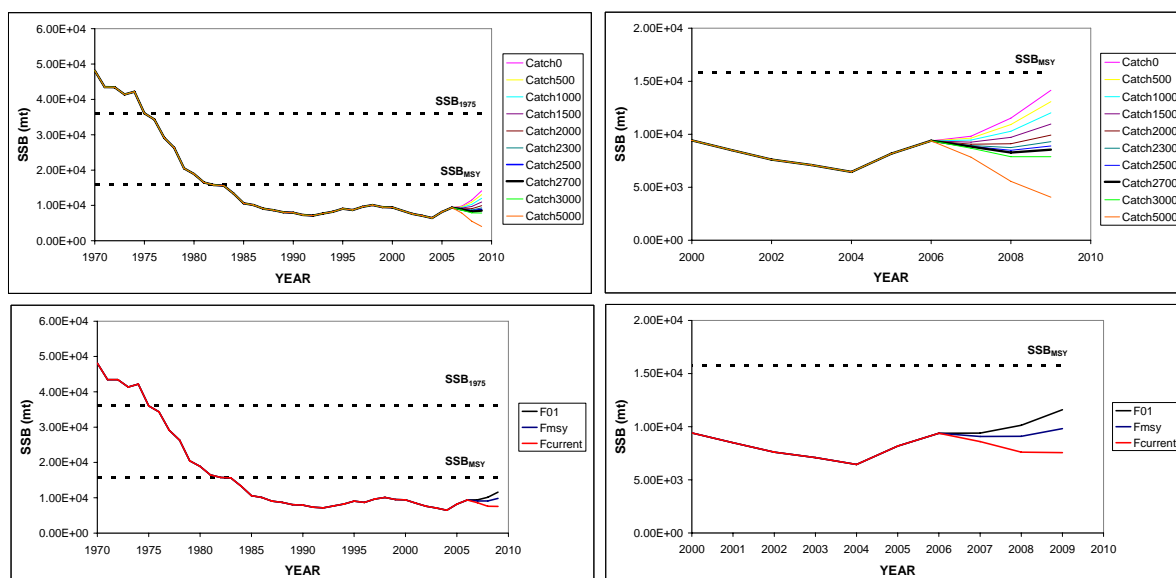 6.00E+04
5.00E+04
4.00E+04
3.00E+04
2.00E+04
1.00E+04
0.00E+00
SSB (mt)
SSB1975
SSBMSY
1970 1975 1980 1985 1990 1995 2000 2005 2010
YEAR
Catch0
Catch500
Catch1000
Catch1500
Catch2000
Catch2300
Catch2500
Catch2700
Catch3000
Catch5000
2.00E+04
1.50E+04
1.00E+04
5.00E+03
0.00E+00
SSB (mt)
SSBMSY
2000 2002 2004 2006 2008 2010
YEAR
Catch0
Catch500
Catch1000
Catch1500
Catch2000
Catch2300
Catch2500
Catch2700
Catch3000
Catch5000
6.00E+04
5.00E+04
4.00E+04
3.00E+04
2.00E+04
1.00E+04
0.00E+00
SSB (mt)
SSB1975
SSBMSY
1970 1975 1980 1985 1990 1995 2000 2005 2010
YEAR
F01
Fmsy
Fcurrent
2.00E+04
1.50E+04
1.00E+04
5.00E+03
0.00E+00
SSB (mt)
SSBMSY
2000 2001 2002 2003 2004 2005 2006 2007 2008 2009 2010
YEAR
F01
Fmsy
Fcurrent